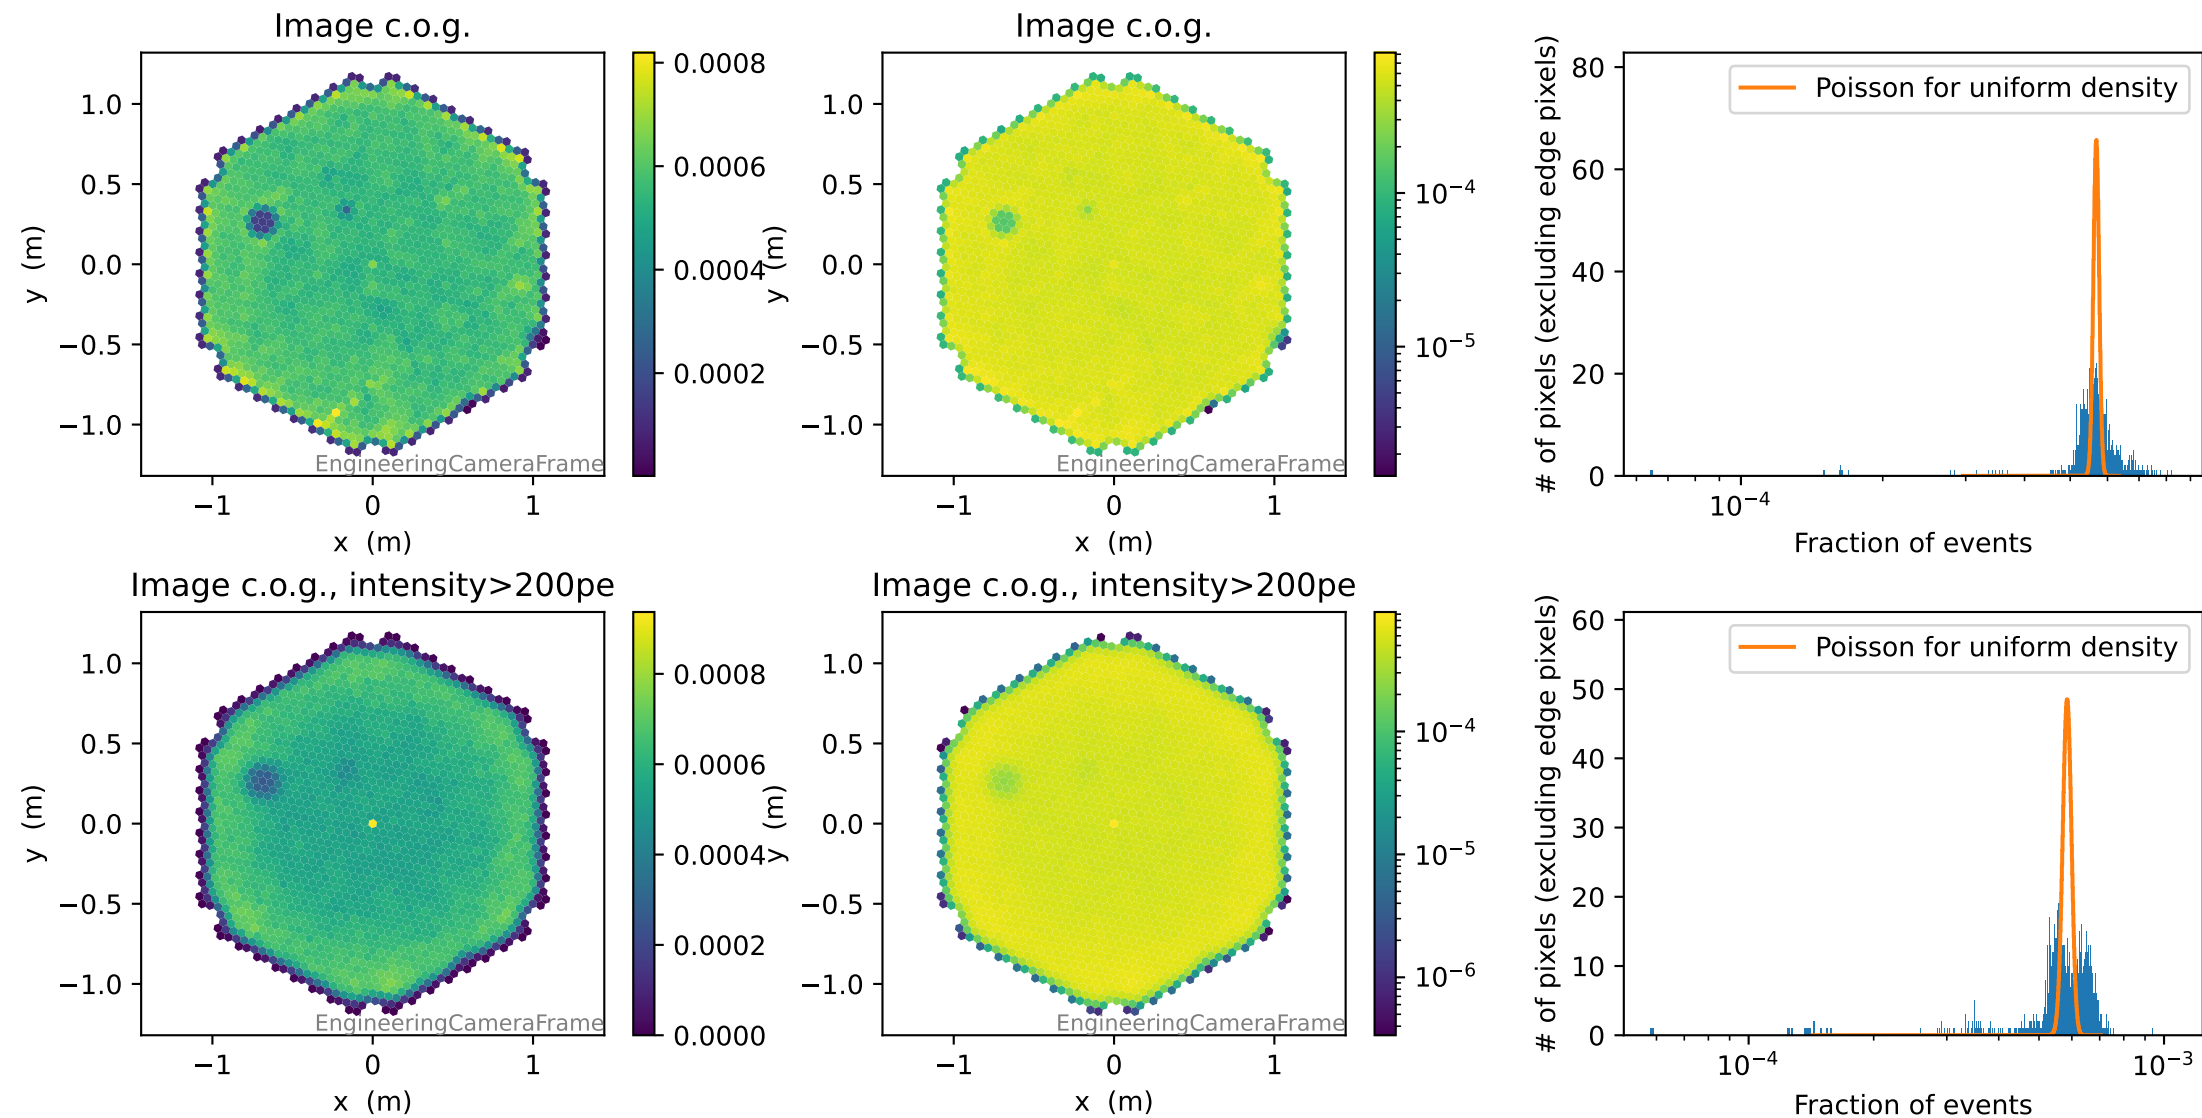 Image c.o.g.
1.0
0.5
0.0
−0.5
−1.0
y (m)
−1
0
1
x (m)
EngineeringCameraFrame
0.0008
0.0006
0.0004
0.0002
Image c.o.g.
1.0
0.5
0.0
−0.5
−1.0
y (m)
−1
0
1
x (m)
EngineeringCameraFrame
10⁻⁴
10⁻⁵
80
60
40
20
0
# of pixels (excluding edge pixels)
Poisson for uniform density
10⁻⁴
Fraction of events
Image c.o.g., intensity>200pe
1.0
0.5
0.0
−0.5
−1.0
y (m)
−1
0
1
x (m)
EngineeringCameraFrame
0.0008
0.0006
0.0004
0.0002
0.0000
Image c.o.g., intensity>200pe
1.0
0.5
0.0
−0.5
−1.0
y (m)
−1
0
1
x (m)
EngineeringCameraFrame
10⁻⁴
10⁻⁵
10⁻⁶
60
50
40
30
20
10
0
# of pixels (excluding edge pixels)
Poisson for uniform density
10⁻⁴
10⁻³
Fraction of events